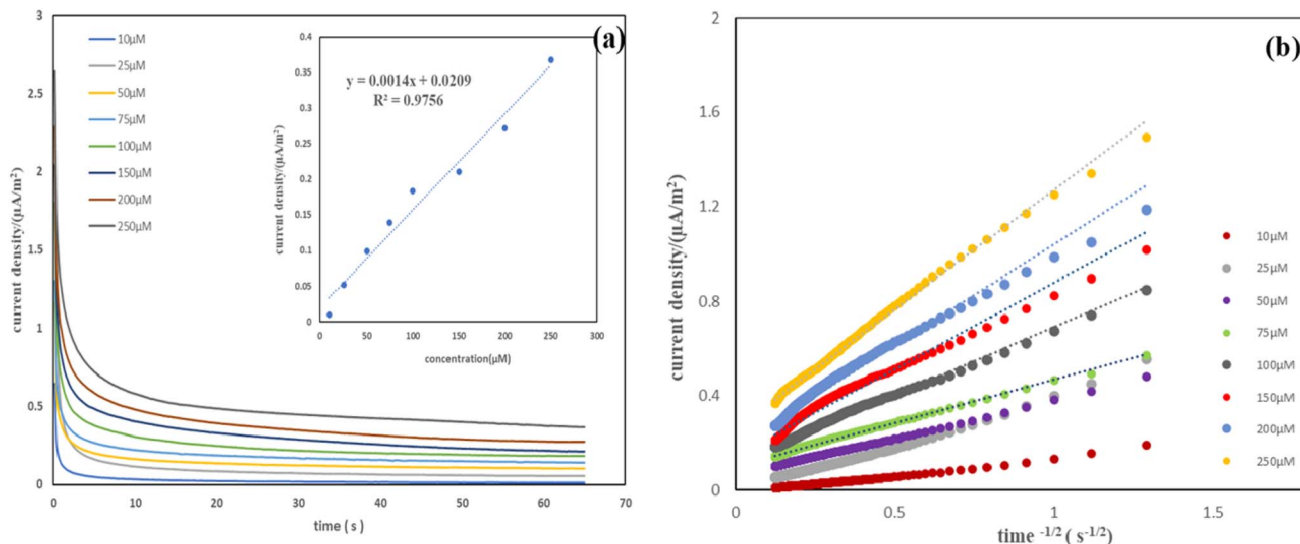 (a)
3
2.5
2
1.5
1
0.5
0
current density/(µA/m²)
10µM
25µM
50µM
75µM
100µM
150µM
200µM
250µM
0.4
0.35
0.3
0.25
0.2
0.15
0.1
0.05
0
current density/(µA/m²)
y = 0.0014x + 0.0209
R² = 0.9756
0 50 100 150 200 250 300
concentration(µM)
0 10 20 30 40 50 60 70
time ( s )
(b)
2
1.6
1.2
0.8
0.4
0
current density/(µA/m²)
10µM
25µM
50µM
75µM
100µM
150µM
200µM
250µM
0 0.5 1 1.5
time ⁻¹/² ( s⁻¹/²)